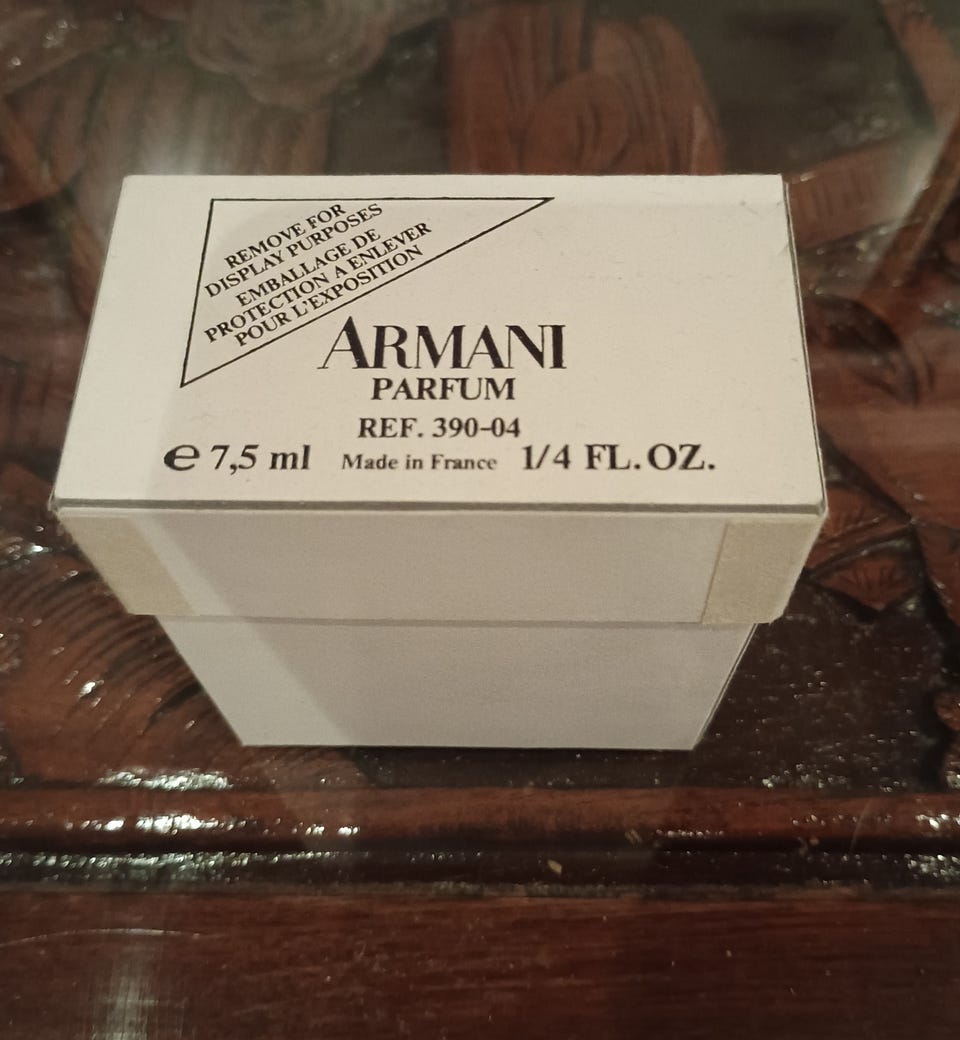 REMOVE FOR
DISPLAY PURPOSES
EMBALLAGE DE
PROTECTION A ENLEVER
POUR L'EXPOSITION
ARMANI
PARFUM
REF. 390-04
℮ 7,5 ml Made in France 1/4 FL. OZ.